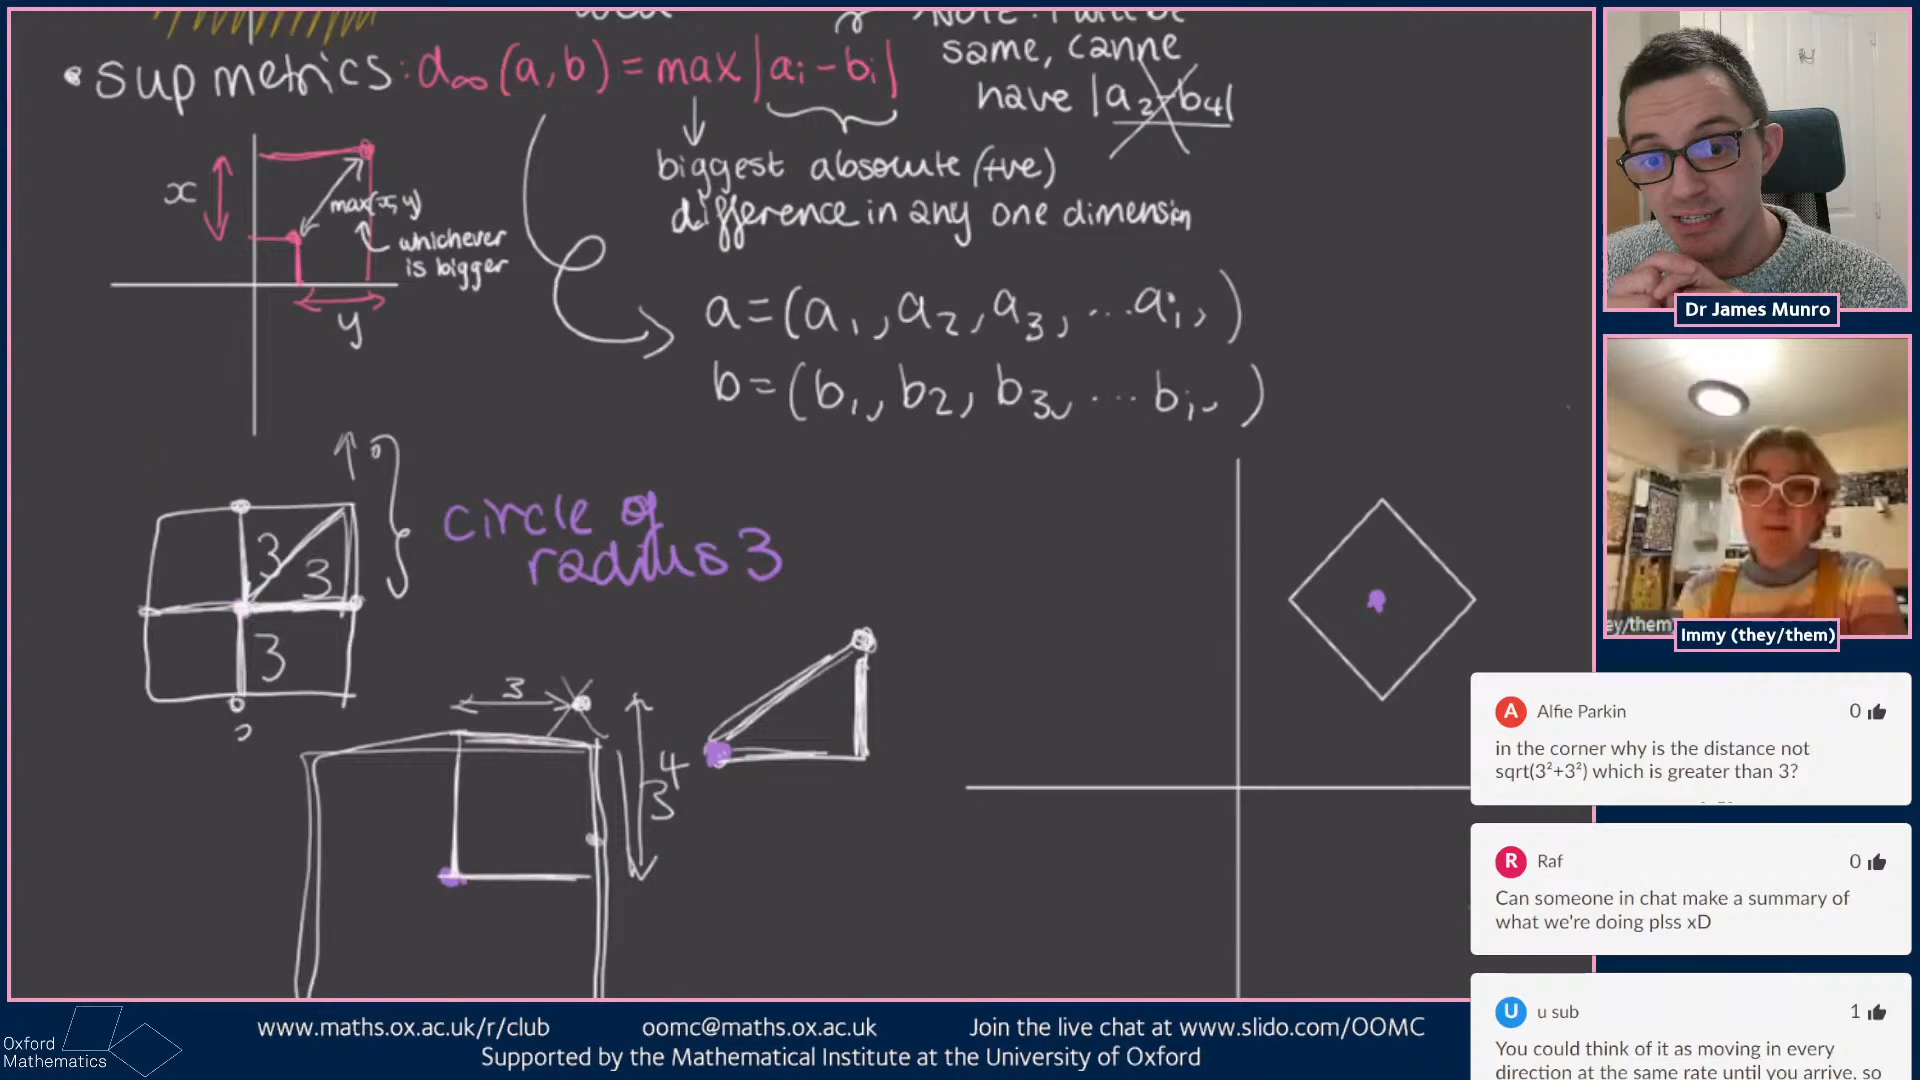 NOTE: i will be
• sup metrics: d∞ (a, b) = max |ai - bi|
same, canne
have |a2 - b4|
biggest absolute (+ve)
difference in any one dimension
x
max(x, y)
whichever
is bigger
y
a = (a1, a2, a3, ... ai, )
b = (b1, b2, b3, ... bi, )
circle of
radius 3
3
3
3
3
4
3
Dr James Munro
ey/them)
Immy (they/them)
A Alfie Parkin 0
in the corner why is the distance not
sqrt(3²+3²) which is greater than 3?
R Raf 0
Can someone in chat make a summary of
what we're doing plss xD
U u sub 1
You could think of it as moving in every
direction at the same rate until you arrive, so
Oxford
Mathematics
www.maths.ox.ac.uk/r/club oomc@maths.ox.ac.uk Join the live chat at www.slido.com/OOMC
Supported by the Mathematical Institute at the University of Oxford